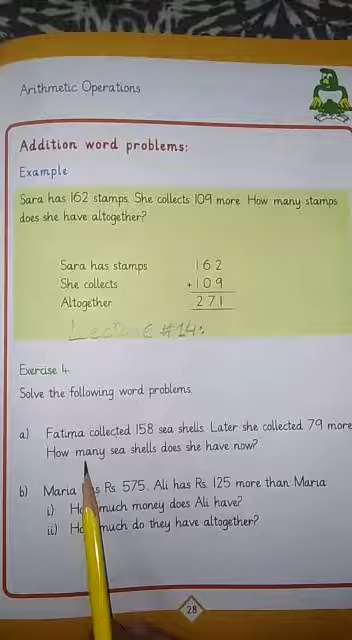 Arithmetic Operations
Addition word problems:
Example
Sara has 162 stamps. She collects 109 more. How many stamps
does she have altogether?
Sara has stamps 162
She collects +109
Altogether 271
Lecture #14:
Exercise 4
Solve the following word problems.
a) Fatima collected 158 sea shells. Later she collected 79 more
How many sea shells does she have now?
b) Maria has Rs. 575. Ali has Rs. 125 more than Maria
i) How much money does Ali have?
ii) How much do they have altogether?
28